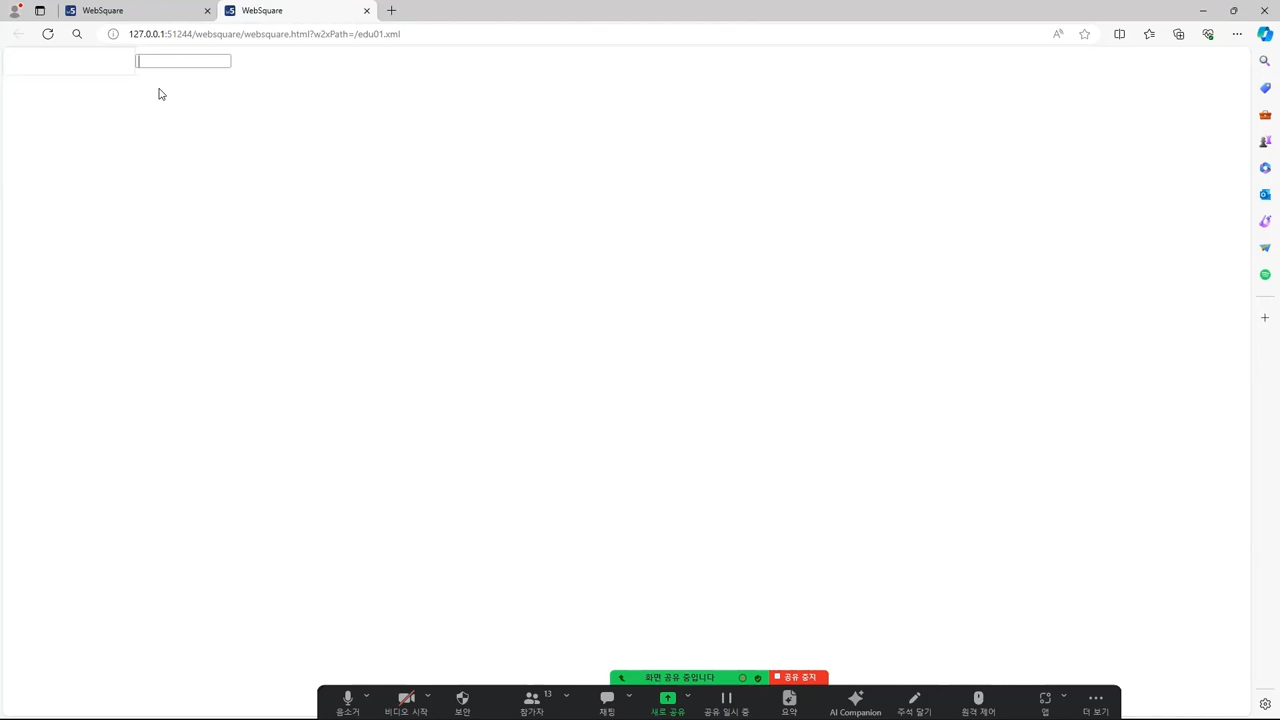 WebSquare
WebSquare
127.0.0.1:51244/websquare/websquare.html?w2xPath=/edu01.xml
화면 공유 중입니다
공유 중지
13
음소거
비디오 시작
보안
참가자
채팅
새로 공유
공유 일시 중
요약
AI Companion
주석 달기
원격 제어
앱
더 보기